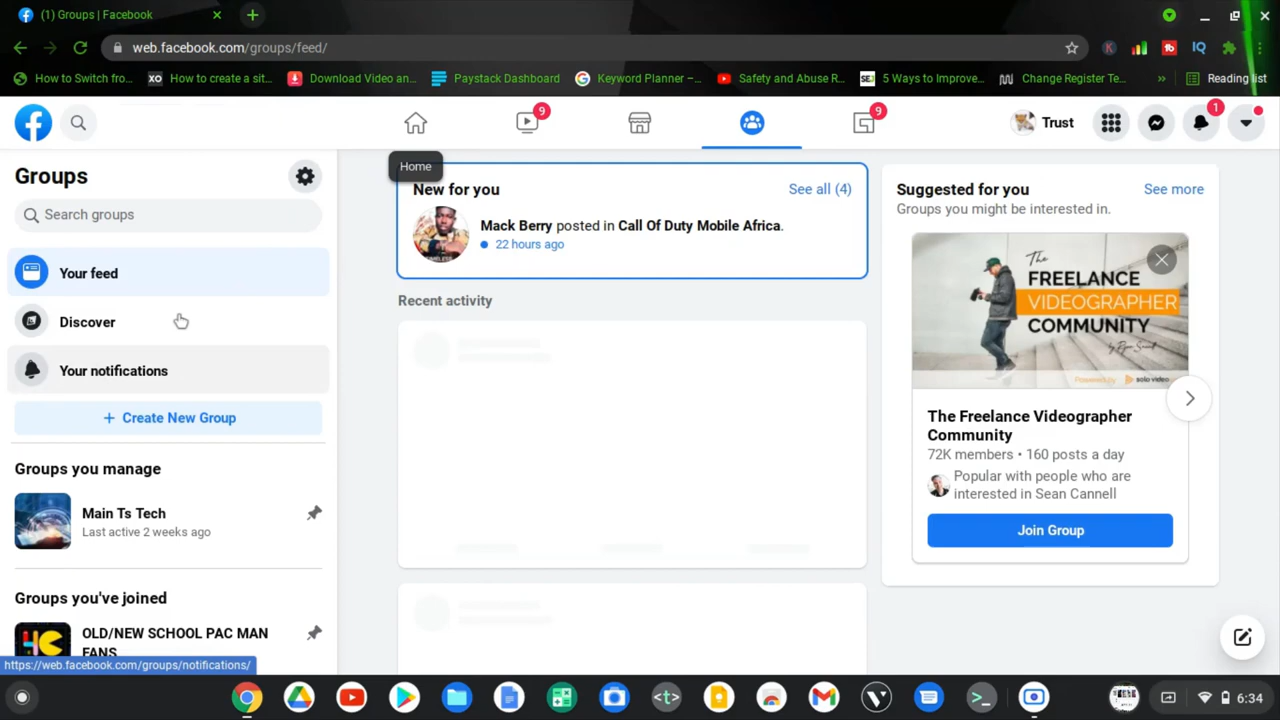 (1) Groups | Facebook
web.facebook.com/groups/feed/
How to Switch fro...
XO
How to create a sit...
Download Video an...
Paystack Dashboard
Keyword Planner –...
Safety and Abuse R...
SEJ
5 Ways to Improve...
Change Register Te...
»
Reading list
K
IQ
9
9
Trust
1
Home
Groups
Search groups
Your feed
Discover
Your notifications
+ Create New Group
Groups you manage
Main Ts Tech
Last active 2 weeks ago
Groups you've joined
OLD/NEW SCHOOL PAC MAN
FANS
https://web.facebook.com/groups/notifications/
New for you
See all (4)
Mack Berry posted in Call Of Duty Mobile Africa.
22 hours ago
Recent activity
Suggested for you
See more
Groups you might be interested in.
The
FREELANCE
VIDEOGRAPHER
COMMUNITY
Powered by solo video
The Freelance Videographer
Community
72K members • 160 posts a day
Popular with people who are
interested in Sean Cannell
Join Group
<t>
6:34